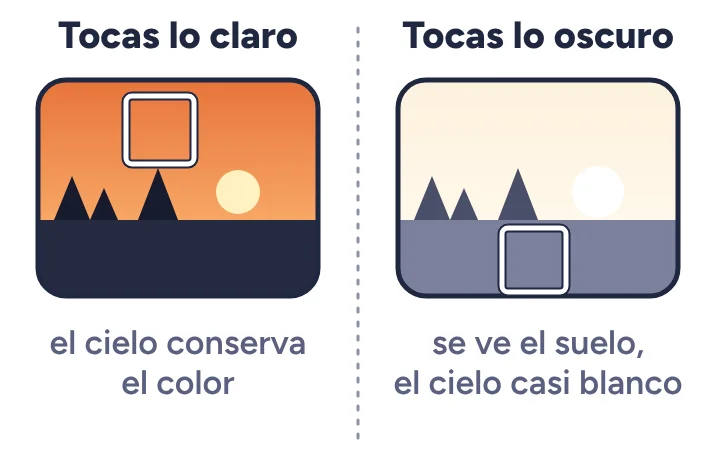 Tocas lo claro
el cielo conserva
el color
Tocas lo oscuro
se ve el suelo,
el cielo casi blanco